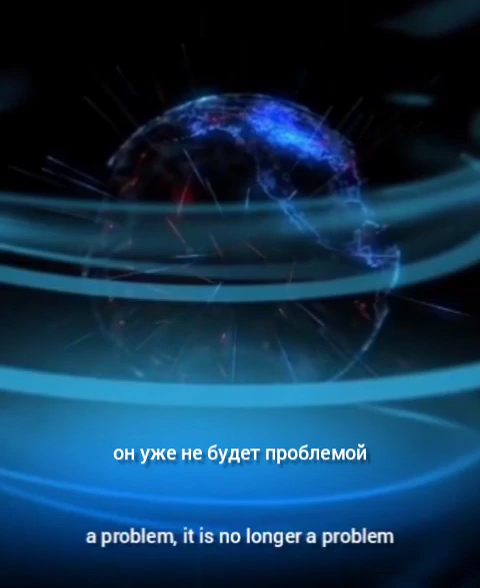 он уже не будет проблемой
a problem, it is no longer a problem